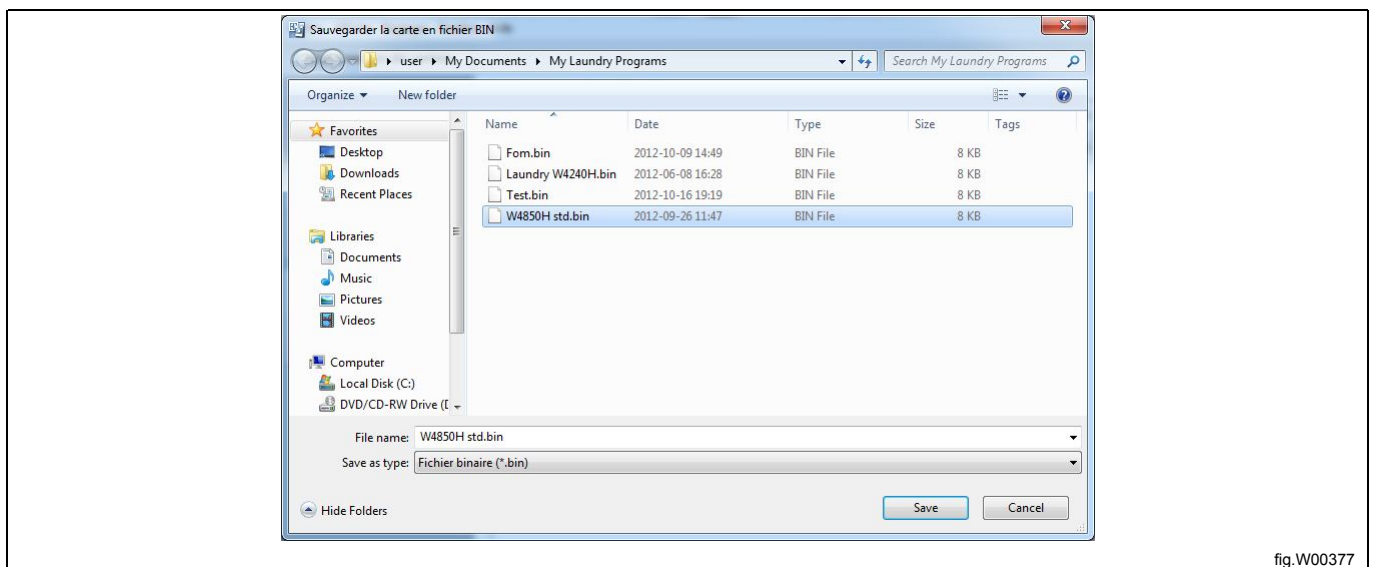 Sauvegarder la carte en fichier BIN
user My Documents My Laundry Programs Search My Laundry Programs
Organize New folder
Name Date Type Size Tags
Favorites
Desktop
Downloads
Recent Places
Libraries
Documents
Music
Pictures
Videos
Computer
Local Disk (C:)
DVD/CD-RW Drive (
Fom.bin 2012-10-09 14:49 BIN File 8 KB
Laundry W4240H.bin 2012-06-08 16:28 BIN File 8 KB
Test.bin 2012-10-16 19:19 BIN File 8 KB
W4850H std.bin 2012-09-26 11:47 BIN File 8 KB
File name: W4850H std.bin
Save as type: Fichier binaire (*.bin)
Hide Folders Save Cancel
fig.W00377